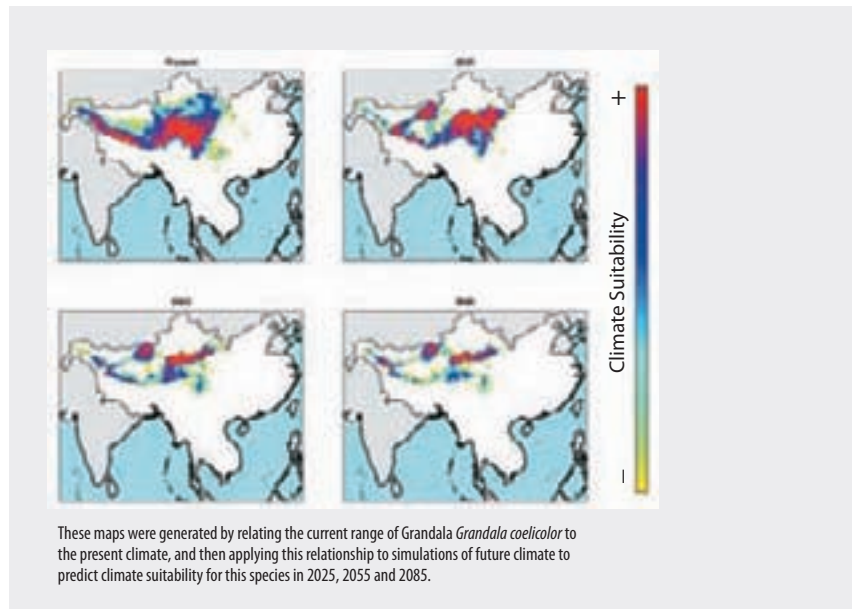 Present
+
Climate Suitability
–
These maps were generated by relating the current range of Grandala Grandala coelicolor to
the present climate, and then applying this relationship to simulations of future climate to
predict climate suitability for this species in 2025, 2055 and 2085.